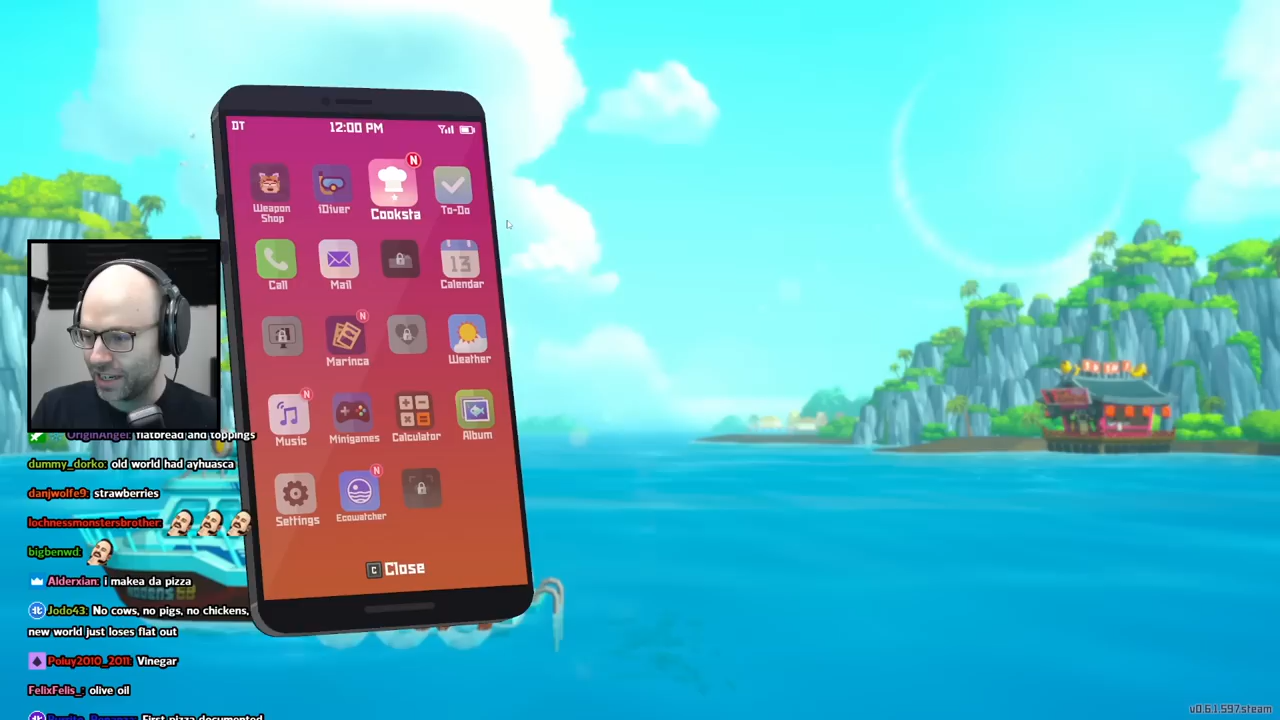 DT
12:00 PM
N
Weapon Shop
iDiver
Cooksta
To-Do
Call
Mail
13
Calendar
N
Marinca
Weather
N
Music
Minigames
Calculator
Album
Settings
N
Ecowatcher
C Close
OriginAngel: flatbread and toppings
dummy_dorko: old world had ayhuasca
danjwolfe9: strawberries
lochnessmonstersbrother:
bigbenwd:
Alderxian: i makea da pizza
Jodo43: No cows, no pigs, no chickens,
new world just loses flat out
Poluy2010_2011: Vinegar
FelixFelis_: olive oil
First pizza documented
v0.6.1.597.steam